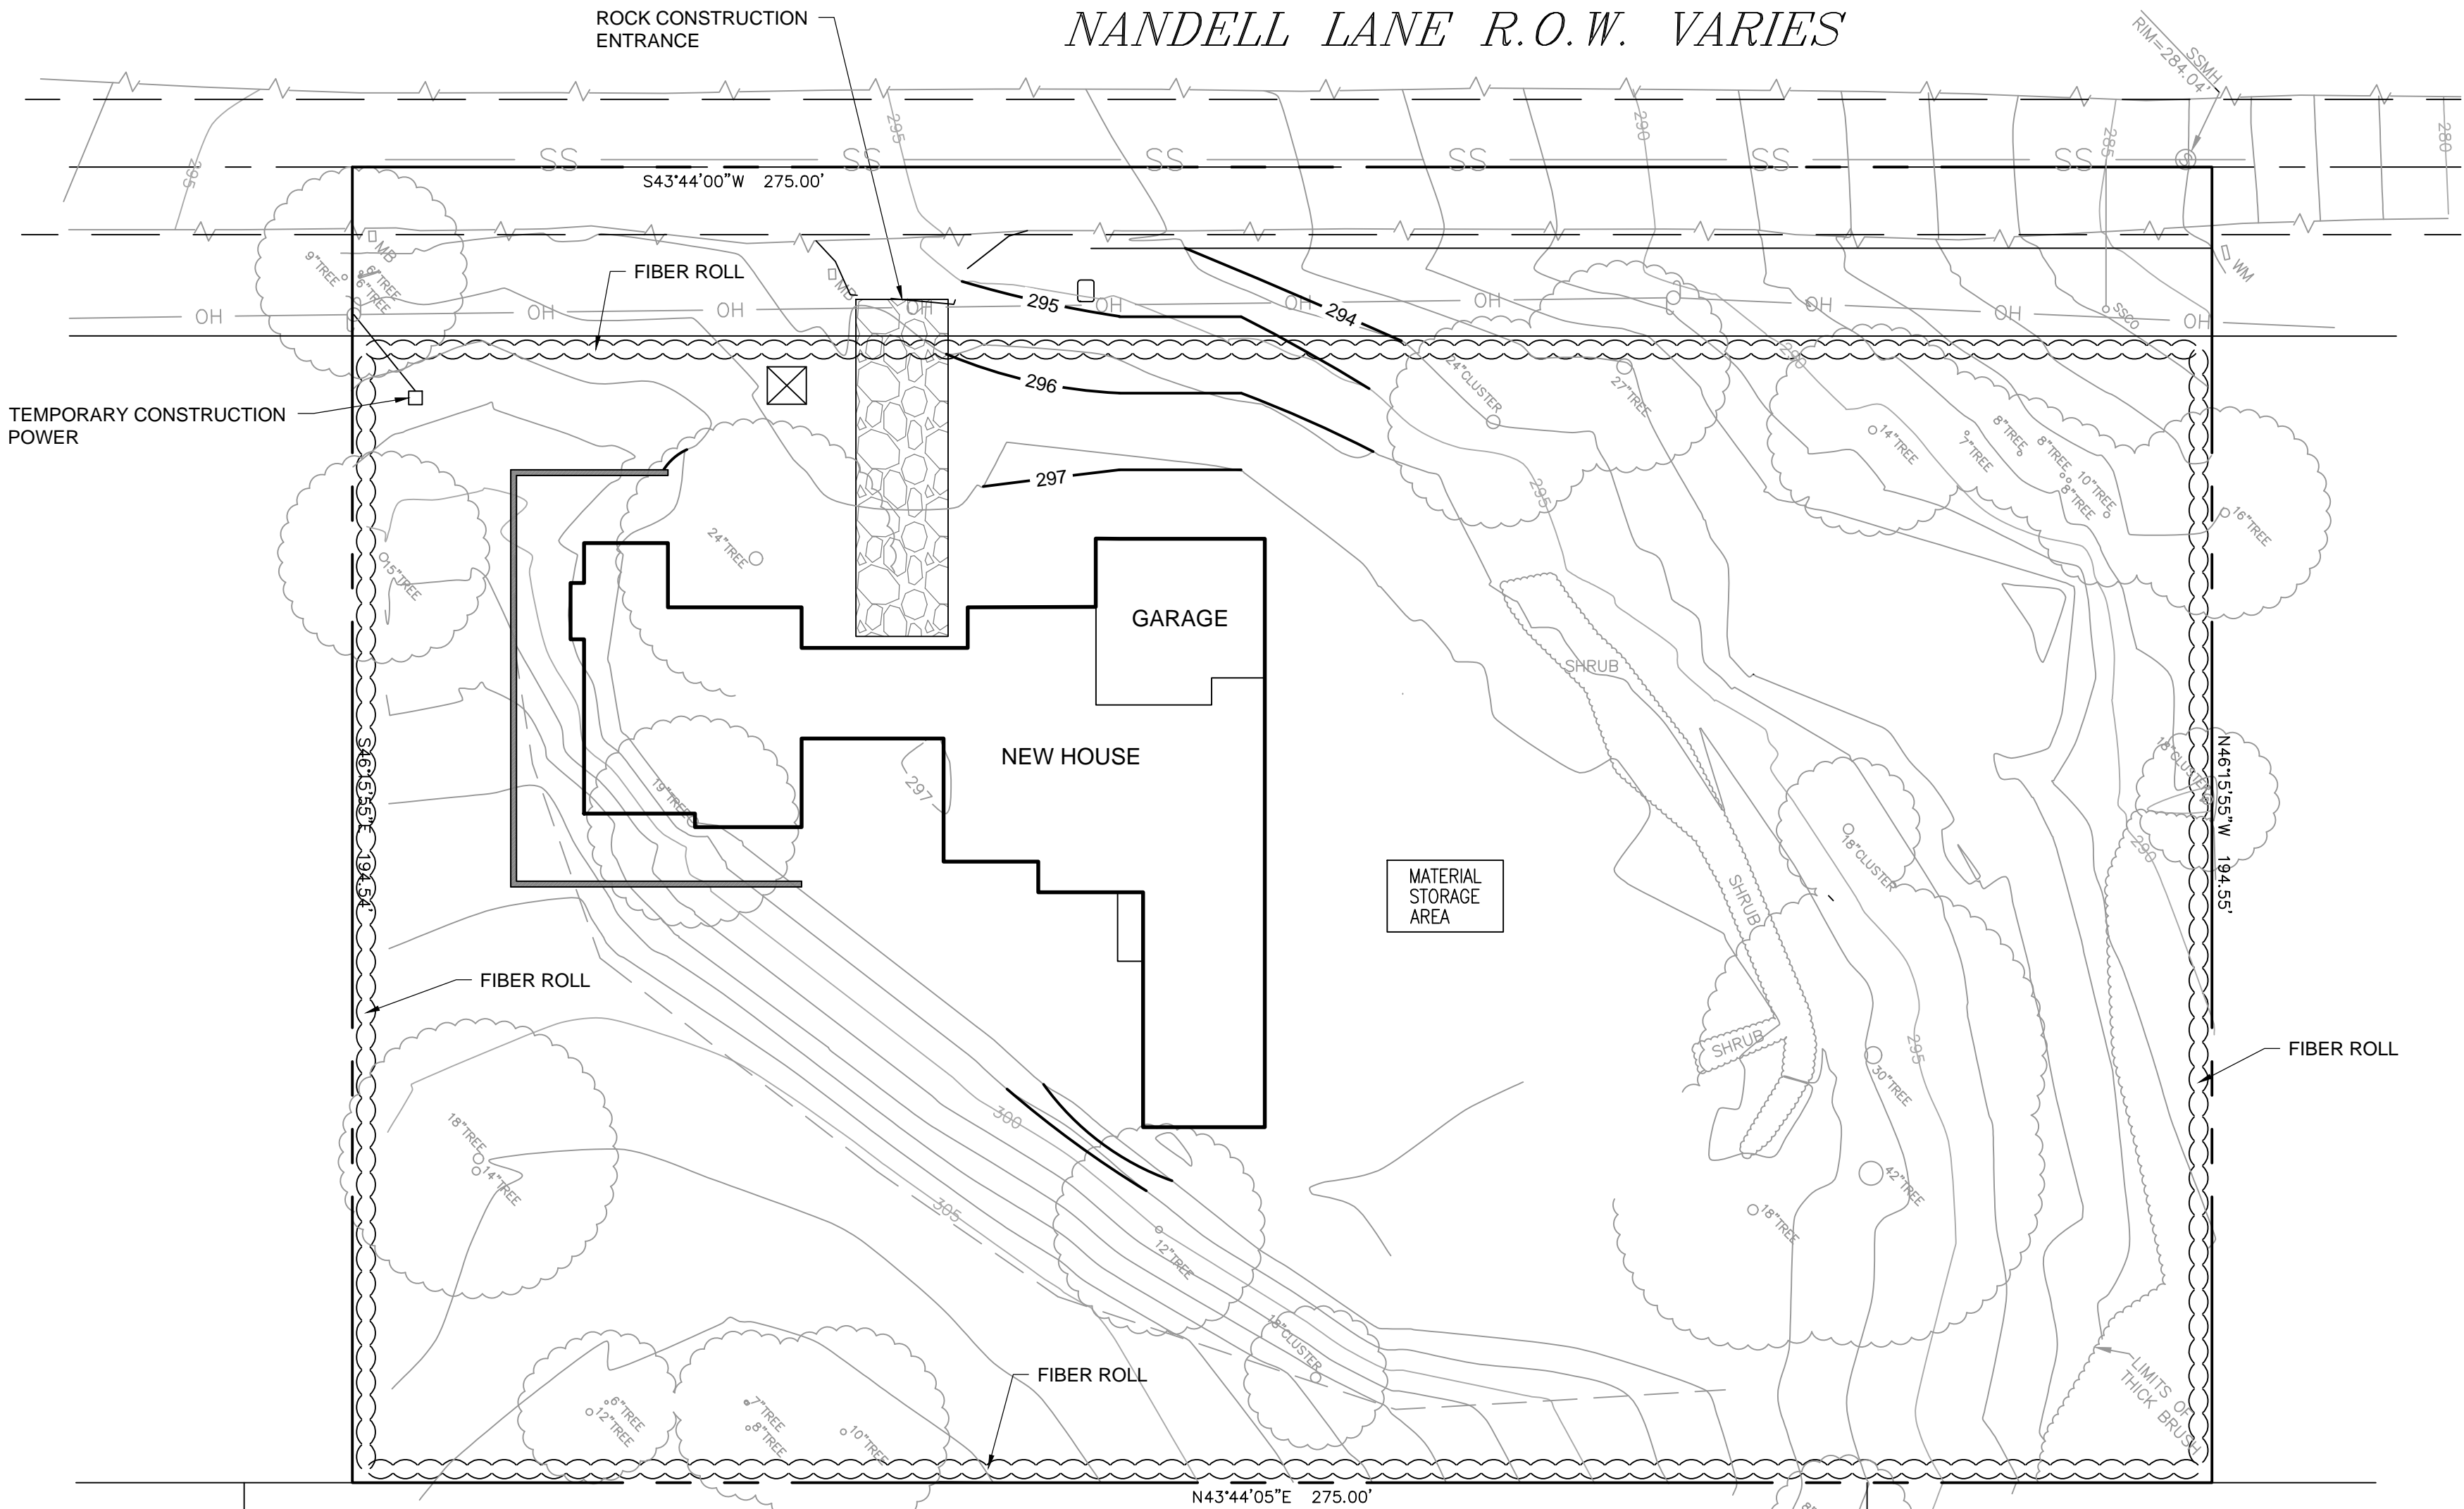 NANDELL LANE R.O.W. VARIES
ROCK CONSTRUCTION
ENTRANCE
SSMH
RIM=284.04'
295
295
290
285
280
SS
SS
SS
SS
SS
SS
S43°44'00"W 275.00'
MB
9"TREE
6"TREE
6"TREE
FIBER ROLL
MB
WM
OH
OH
OH
OH
OH
OH
OH
OH
OH
OH
295
294
SSCO
290
296
TEMPORARY CONSTRUCTION
POWER
24"CLUSTER
27"TREE
14"TREE
7"TREE
8"TREE
8"TREE
10"TREE
8"TREE
16"TREE
297
295
24"TREE
15"TREE
GARAGE
SHRUB
NEW HOUSE
297
19"TREE
S46°15'55"E 194.54'
N46°15'55"W 194.55'
18"CLUSTER
290
18"CLUSTER
MATERIAL
STORAGE
AREA
SHRUB
FIBER ROLL
SHRUB
295
30"TREE
FIBER ROLL
300
18"TREE
14"TREE
42"TREE
18"TREE
305
12"TREE
18"CLUSTER
FIBER ROLL
LIMITS OF
THICK BRUSH
6"TREE
12"TREE
7"TREE
8"TREE
10"TREE
N43°44'05"E 275.00'